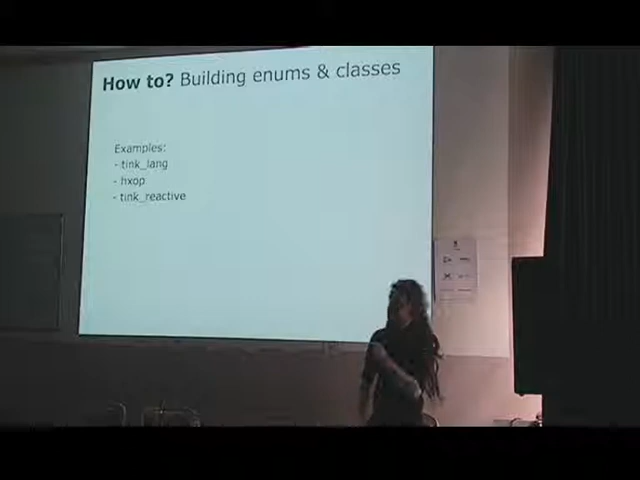 How to? Building enums & classes
Examples:
- tink_lang
- hxop
- tink_reactive